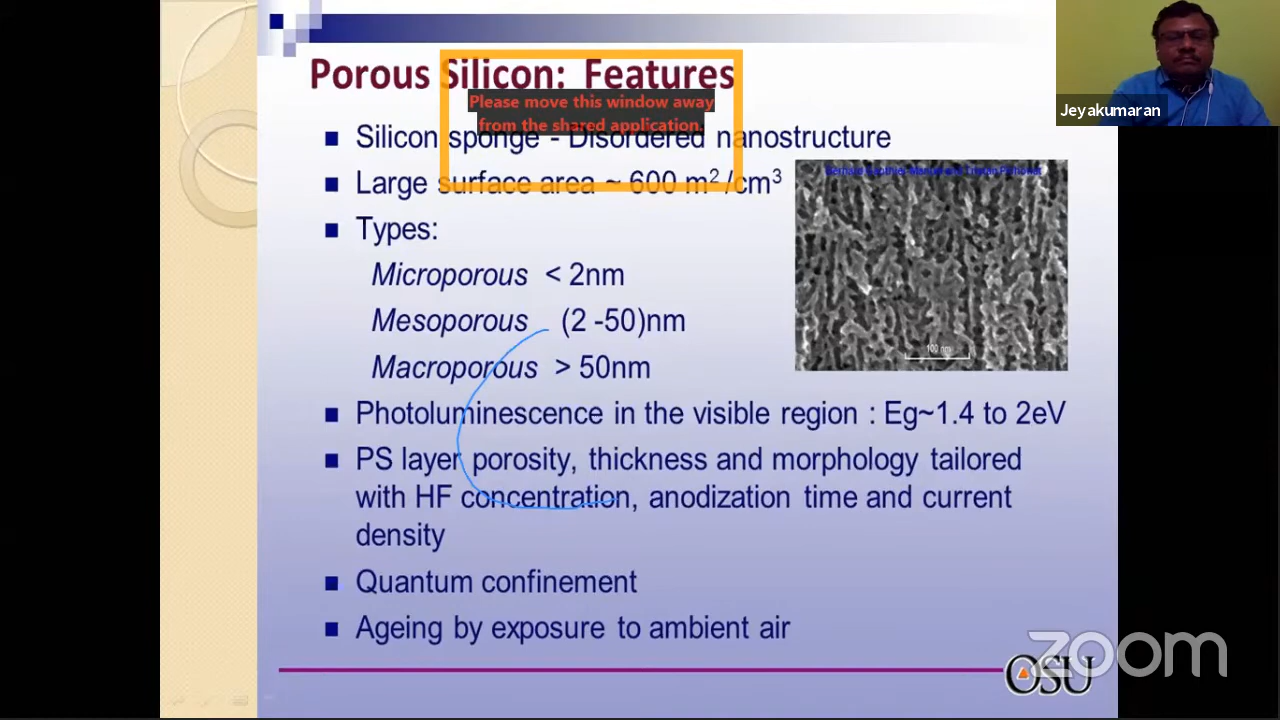 Porous Silicon: Features
Please move this window away
from the shared application.
Silicon sponge - Disordered nanostructure
Large surface area ~ 600 m² /cm³
Types:
Microporous < 2nm
Mesoporous (2 -50)nm
Macroporous > 50nm
Photoluminescence in the visible region : Eg~1.4 to 2eV
PS layer porosity, thickness and morphology tailored
with HF concentration, anodization time and current
density
Quantum confinement
Ageing by exposure to ambient air
100 nm
Jeyakumaran
zoom
OSU